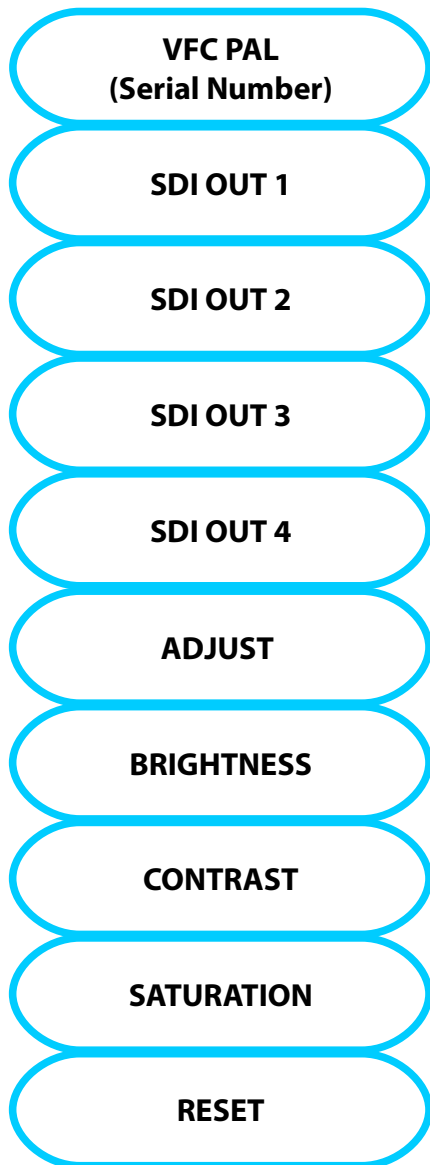 VFC PAL
(Serial Number)
SDI OUT 1
SDI OUT 2
SDI OUT 3
SDI OUT 4
ADJUST
BRIGHTNESS
CONTRAST
SATURATION
RESET